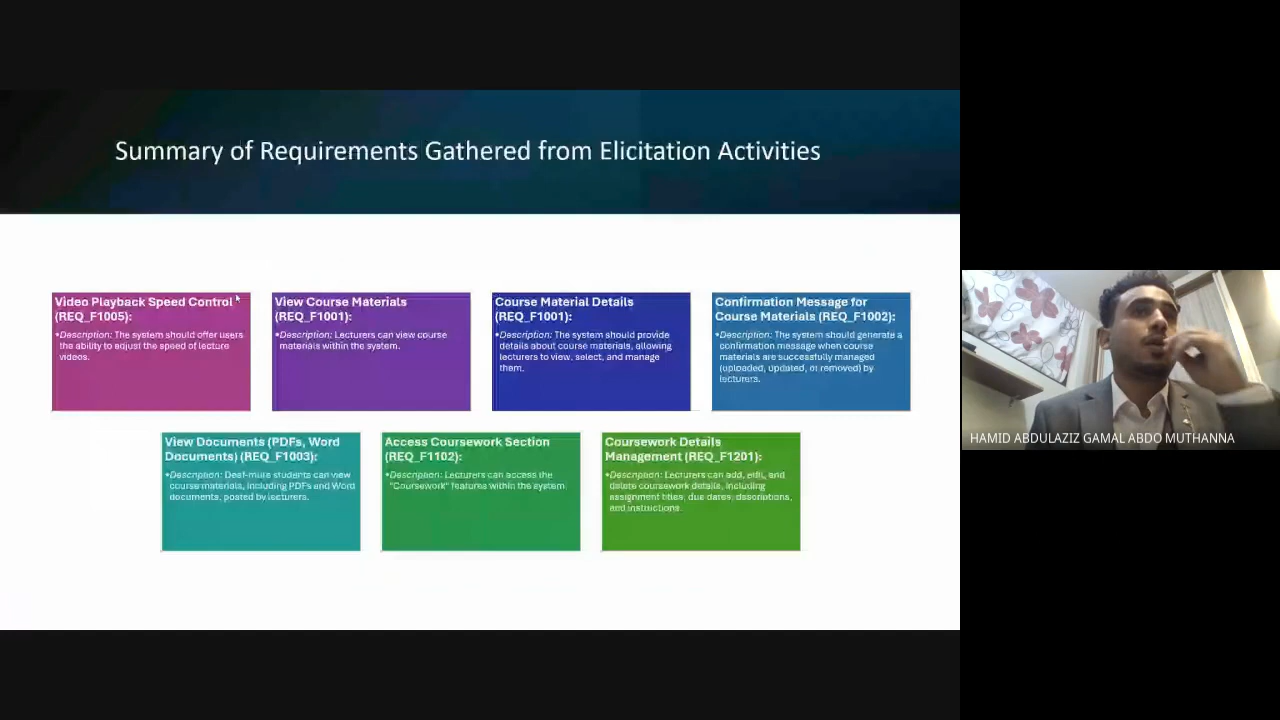 Summary of Requirements Gathered from Elicitation Activities
Video Playback Speed Control
(REQ_F1005):
•Description: The system should offer users
the ability to adjust the speed of lecture
videos.
View Course Materials
(REQ_F1001):
•Description: Lecturers can view course
materials within the system.
Course Material Details
(REQ_F1001):
•Description: The system should provide
details about course materials, allowing
lecturers to view, select, and manage
them.
Confirmation Message for
Course Materials (REQ_F1002):
•Description: The system should generate a
confirmation message when course
materials are successfully managed
(uploaded, updated, or removed) by
lecturers.
View Documents (PDFs, Word
Documents) (REQ_F1003):
•Description: Deaf-mute students can view
course materials, including PDFs and Word
documents, posted by lecturers.
Access Coursework Section
(REQ_F1102):
•Description: Lecturers can access the
"Coursework" features within the system.
Coursework Details
Management (REQ_F1201):
•Description: Lecturers can add, edit, and
delete coursework details, including
assignment titles, due dates, descriptions,
and instructions.
HAMID ABDULAZIZ GAMAL ABDO MUTHANNA